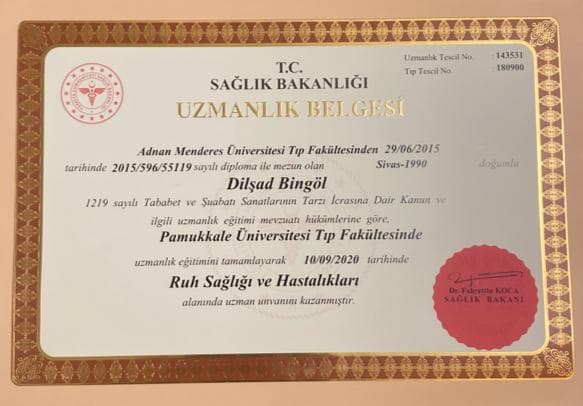 T.C.
SAĞLIK BAKANLIĞI
UZMANLIK BELGESİ
Uzmanlık Tescil No. : 143531
Tıp Tescil No. : 180900
Adnan Menderes Üniversitesi Tıp Fakültesinden 29/06/2015
tarihinde 2015/596/55119 sayılı diploma ile mezun olan Sivas-1990 doğumlu
Dilşad Bingöl
1219 sayılı Tababet ve Şuabatı Sanatlarının Tarzı İcrasına Dair Kanun ve
ilgili uzmanlık eğitimi mevzuatı hükümlerine göre,
Pamukkale Üniversitesi Tıp Fakültesinde
uzmanlık eğitimini tamamlayarak 10/09/2020 tarihinde
Ruh Sağlığı ve Hastalıkları
alanında uzman unvanını kazanmıştır.
Dr. Fahrettin KOCA
SAĞLIK BAKANI